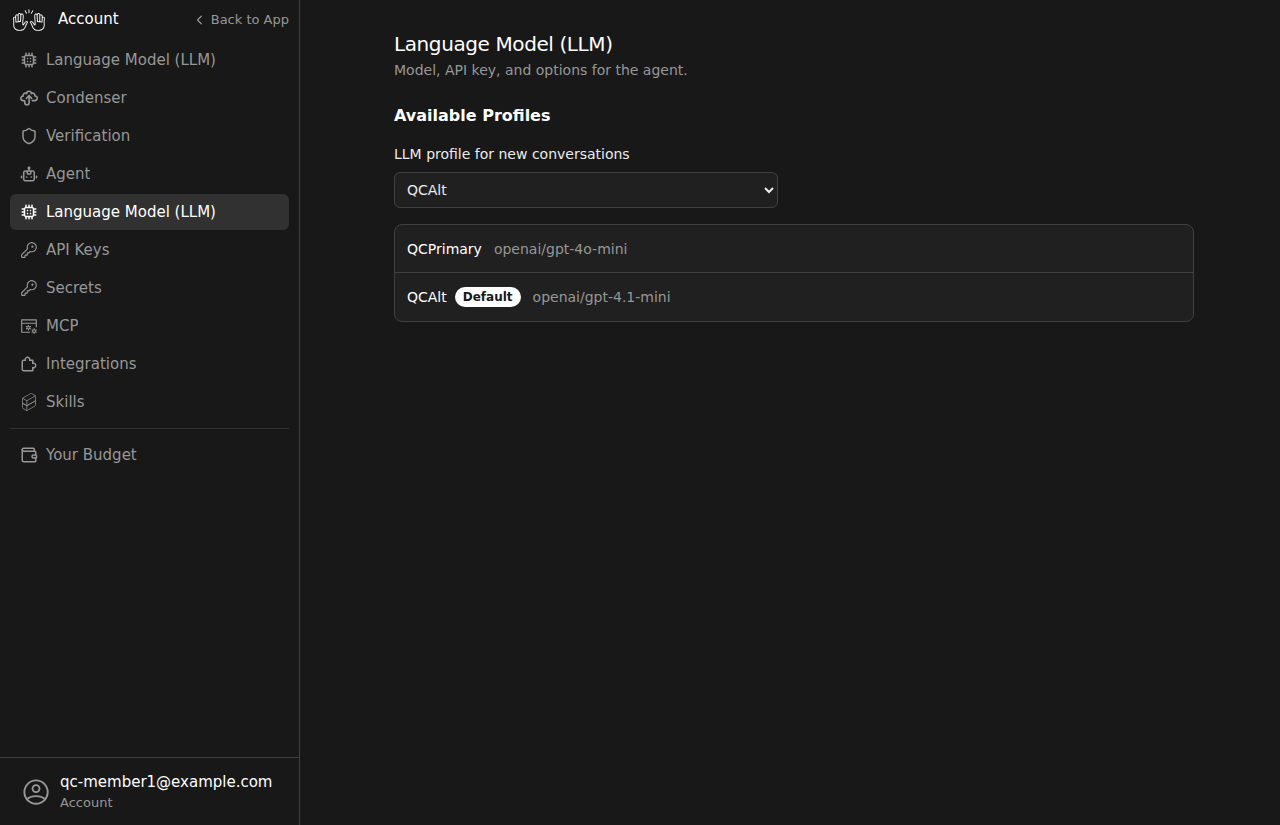 Account
Back to App
Language Model (LLM)
Condenser
Verification
Agent
Language Model (LLM)
API Keys
Secrets
MCP
Integrations
Skills
Your Budget
qc-member1@example.com
Account
Language Model (LLM)
Model, API key, and options for the agent.
Available Profiles
LLM profile for new conversations
QCAlt
QCPrimary openai/gpt-4o-mini
QCAlt Default openai/gpt-4.1-mini